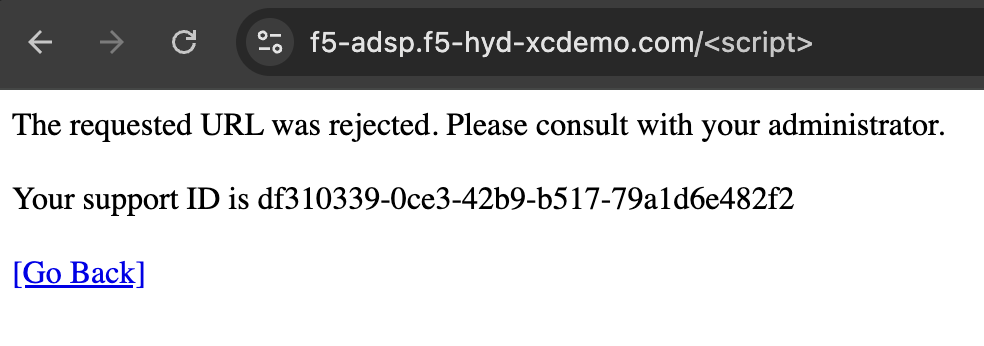 f5-adsp.f5-hyd-xcdemo.com/<script>
The requested URL was rejected. Please consult with your administrator.
Your support ID is df310339-0ce3-42b9-b517-79a1d6e482f2
[Go Back]